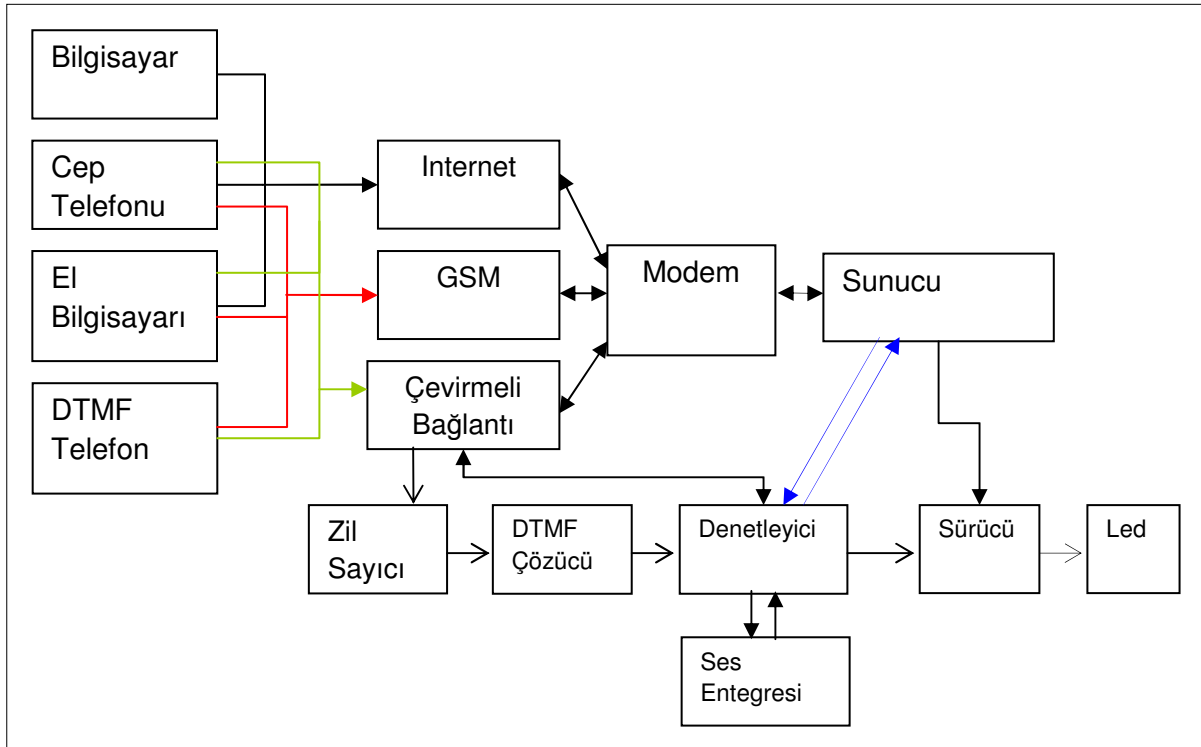 Bilgisayar
Cep
Telefonu
El
Bilgisayarı
DTMF
Telefon
Internet
GSM
Çevirmeli
Bağlantı
Modem
Sunucu
Zil
Sayıcı
DTMF
Çözücü
Denetleyici
Sürücü
Led
Ses
Entegresi